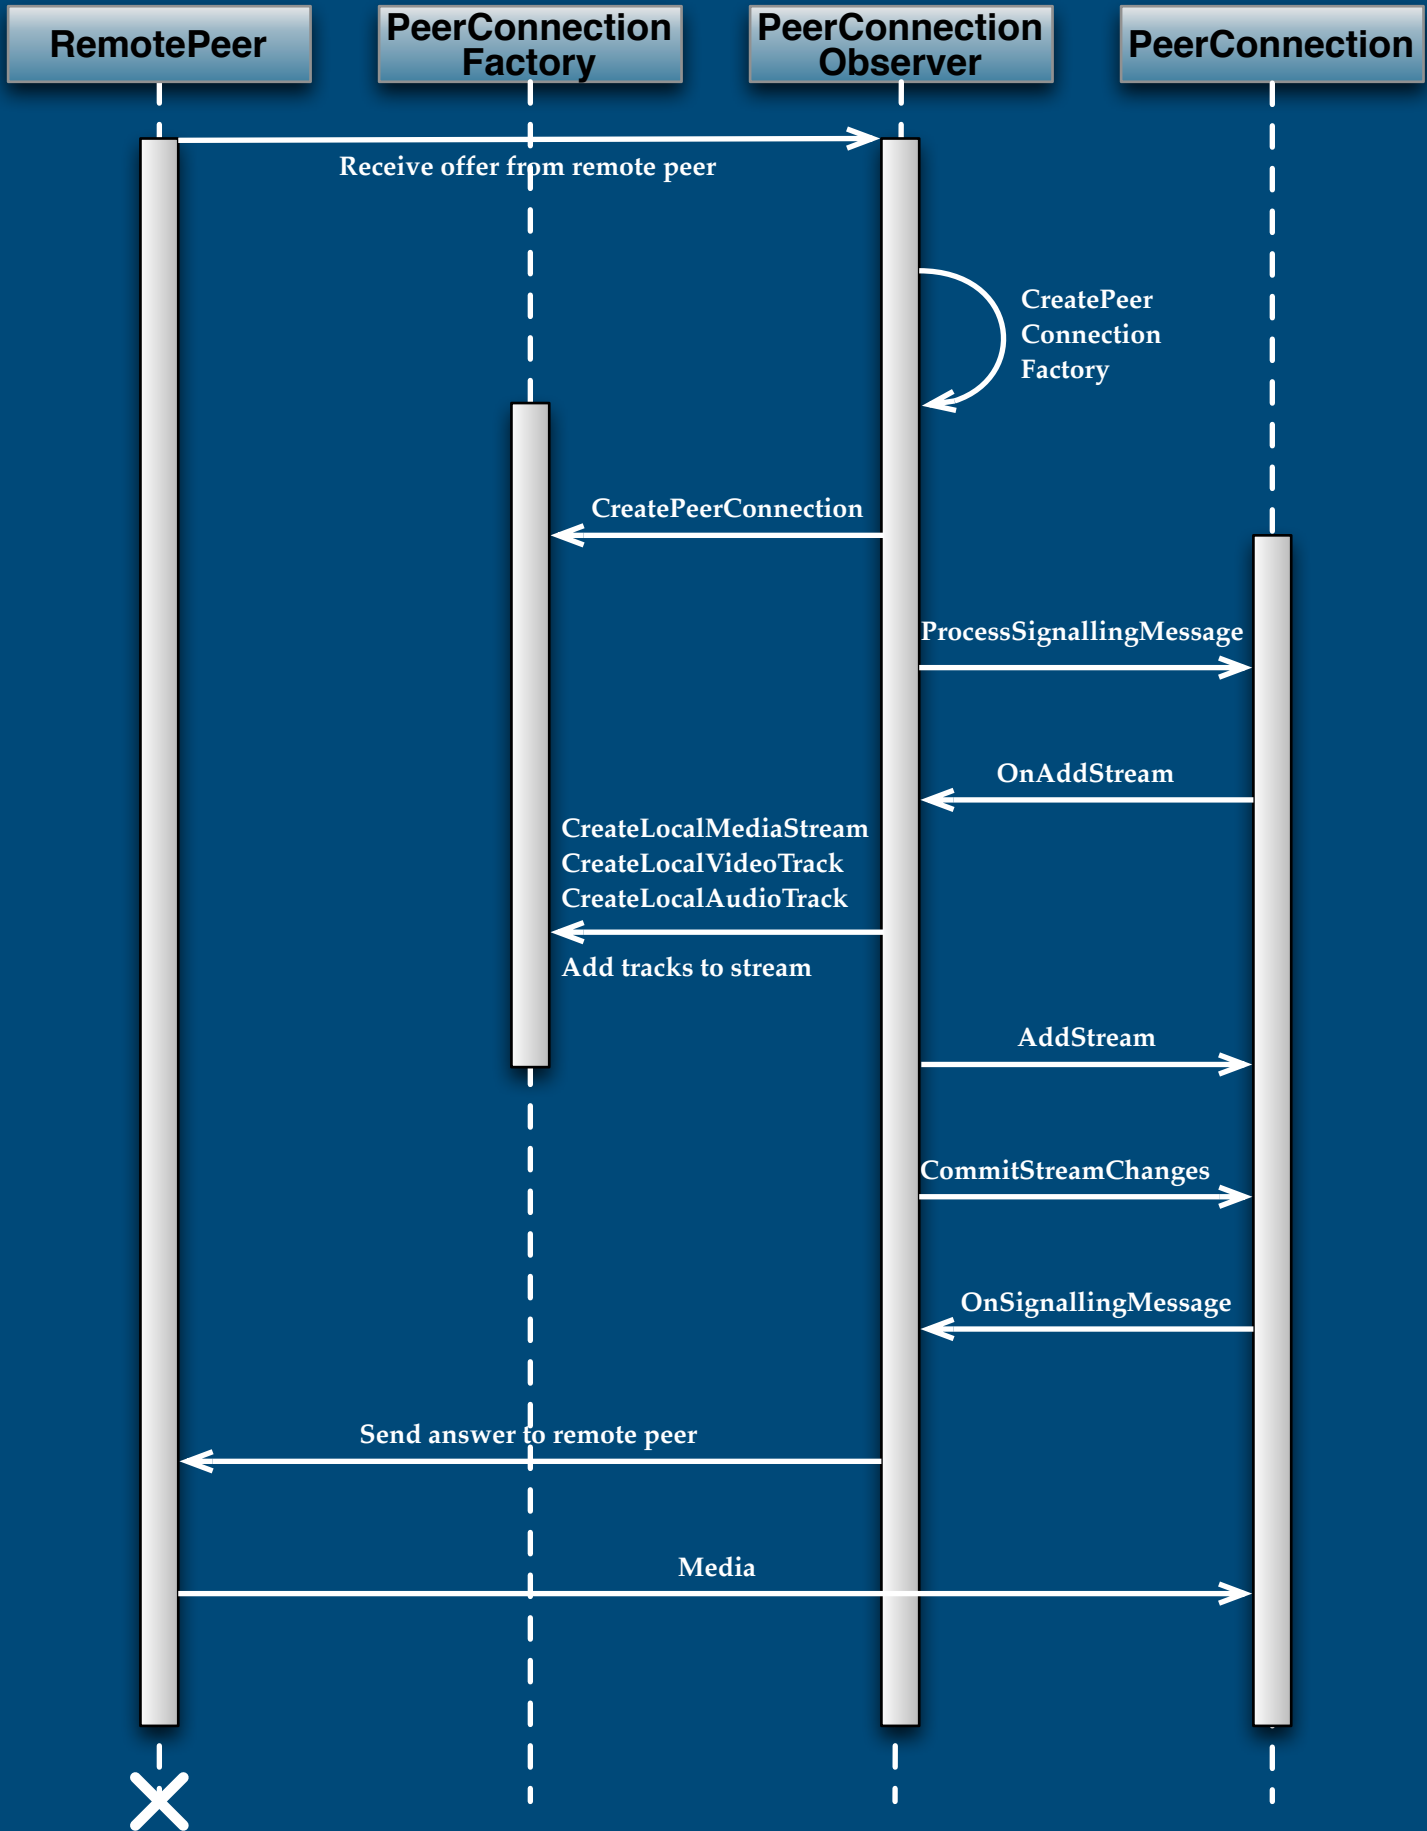 RemotePeer
PeerConnection
Factory
PeerConnection
Observer
PeerConnection
Receive offer from remote peer
CreatePeer
Connection
Factory
CreatePeerConnection
ProcessSignallingMessage
OnAddStream
CreateLocalMediaStream
CreateLocalVideoTrack
CreateLocalAudioTrack
Add tracks to stream
AddStream
CommitStreamChanges
OnSignallingMessage
Send answer to remote peer
Media